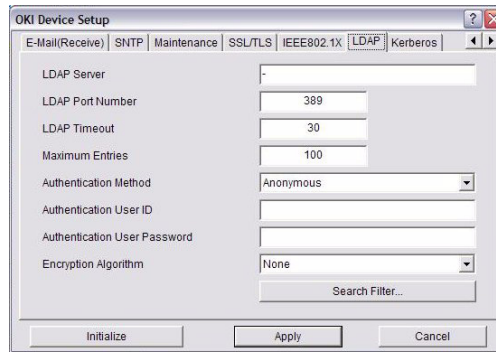 OKI Device Setup
E-Mail(Receive) SNTP Maintenance SSL/TLS IEEE802.1X LDAP Kerberos
LDAP Server -
LDAP Port Number 389
LDAP Timeout 30
Maximum Entries 100
Authentication Method Anonymous
Authentication User ID
Authentication User Password
Encryption Algorithm None
Search Filter...
Initialize Apply Cancel